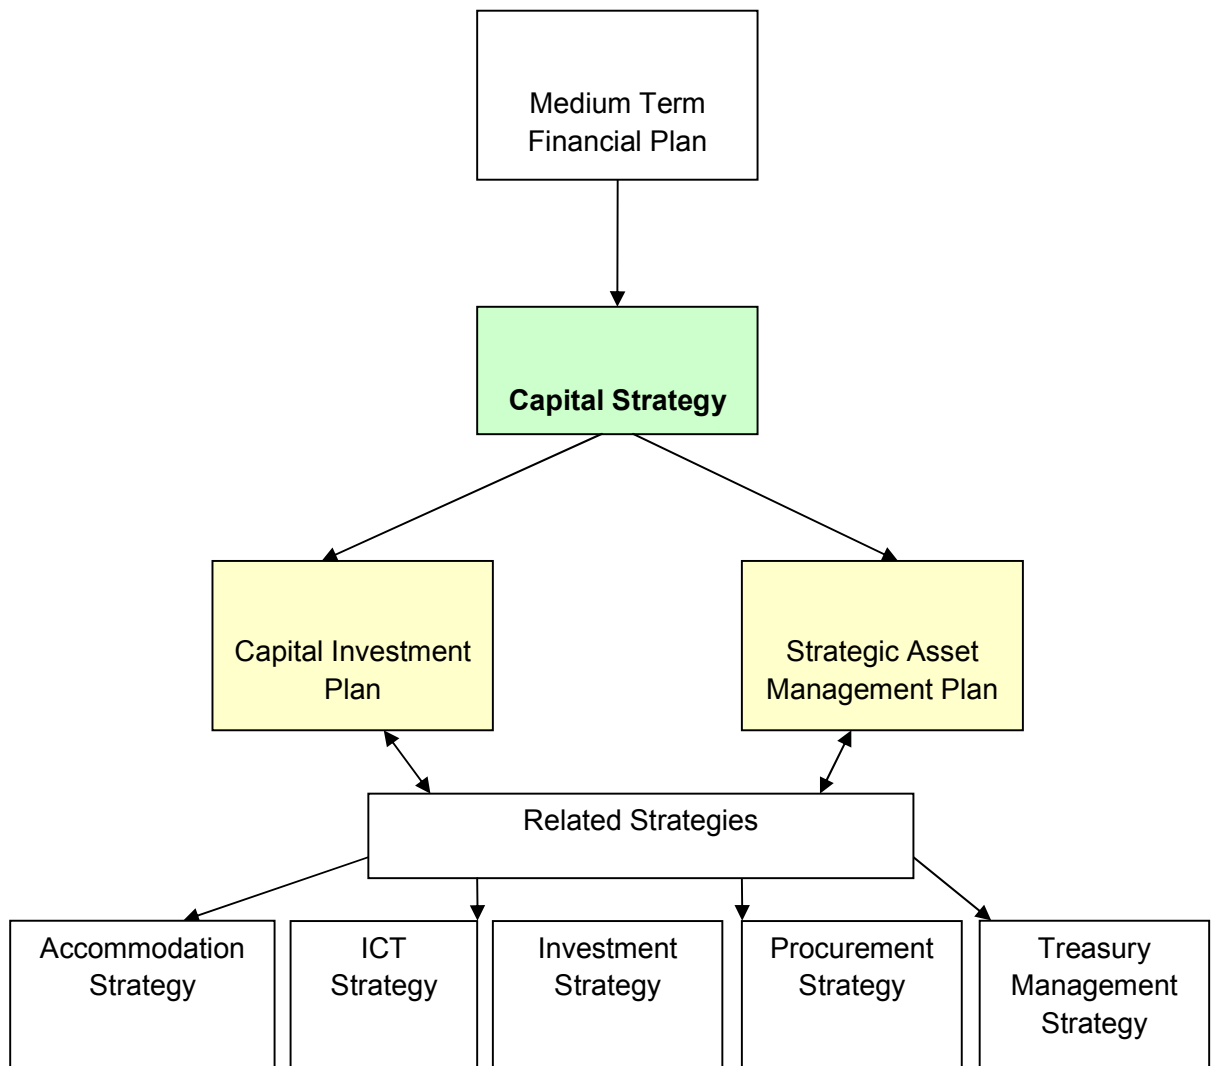 Medium Term
Financial Plan
Capital Strategy
Capital Investment
Plan
Strategic Asset
Management Plan
Related Strategies
Accommodation
Strategy
ICT
Strategy
Investment
Strategy
Procurement
Strategy
Treasury
Management
Strategy